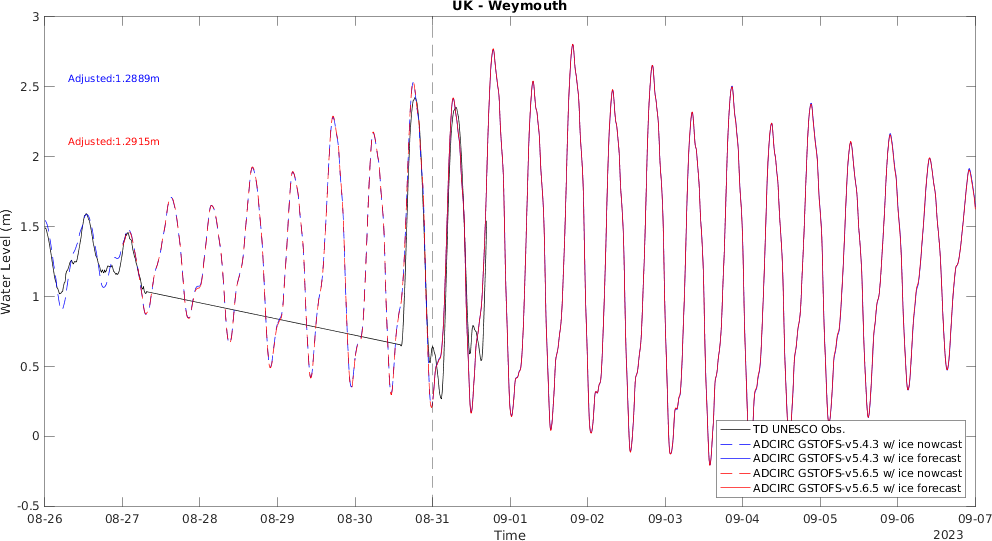 UK - Weymouth
Adjusted:1.2889m
Adjusted:1.2915m
Water Level (m)
3
2.5
2
1.5
1
0.5
0
-0.5
TD UNESCO Obs.
ADCIRC GSTOFS-v5.4.3 w/ ice nowcast
ADCIRC GSTOFS-v5.4.3 w/ ice forecast
ADCIRC GSTOFS-v5.6.5 w/ ice nowcast
ADCIRC GSTOFS-v5.6.5 w/ ice forecast
08-26 08-27 08-28 08-29 08-30 08-31 09-01 09-02 09-03 09-04 09-05 09-06 09-07
Time
2023